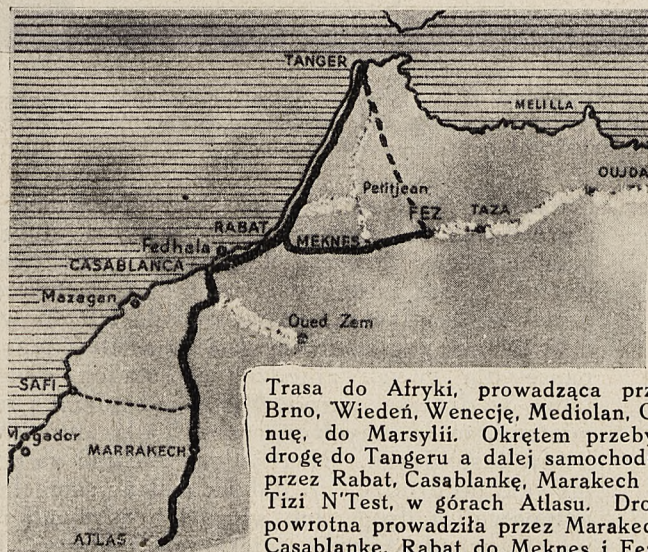 TANGER
MELILLA
OUJDA
Petitjean
FEZ
TAZA
RABAT
MEKNES
Fedhala
CASABLANCA
Mazagan
Oued Zem
SAFI
Mogador
MARRAKECH
ATLAS
Trasa do Afryki, prowadząca prz
Brno, Wiedeń, Wenecję, Mediolan, G
nuę, do Marsylii. Okrętem przeby
drogę do Tangeru a dalej samochod
przez Rabat, Casablankę, Marakech
Tizi N'Test, w górach Atlasu. Dro
powrotna prowadziła przez Marakec
Casablankę, Rabat do Meknes i Fe